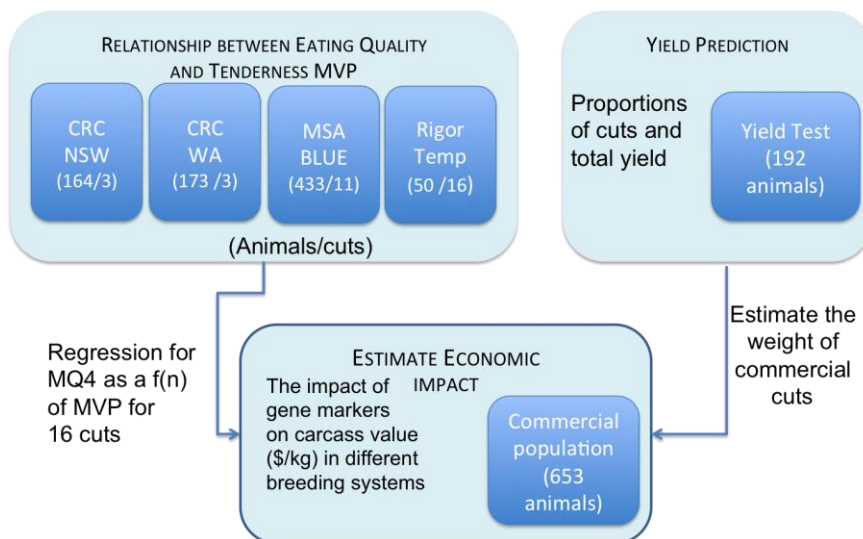 RELATIONSHIP BETWEEN EATING QUALITY
AND TENDERNESS MVP
CRC
NSW
(164/3)
CRC
WA
(173 /3)
MSA
BLUE
(433/11)
Rigor
Temp
(50 /16)
(Animals/cuts)
YIELD PREDICTION
Proportions
of cuts and
total yield
Yield Test
(192
animals)
Regression for
MQ4 as a f(n)
of MVP for
16 cuts
Estimate the
weight of
commercial
cuts
ESTIMATE ECONOMIC
IMPACT
The impact of
gene markers
on carcass value
($/kg) in different
breeding systems
Commercial
population
(653
animals)